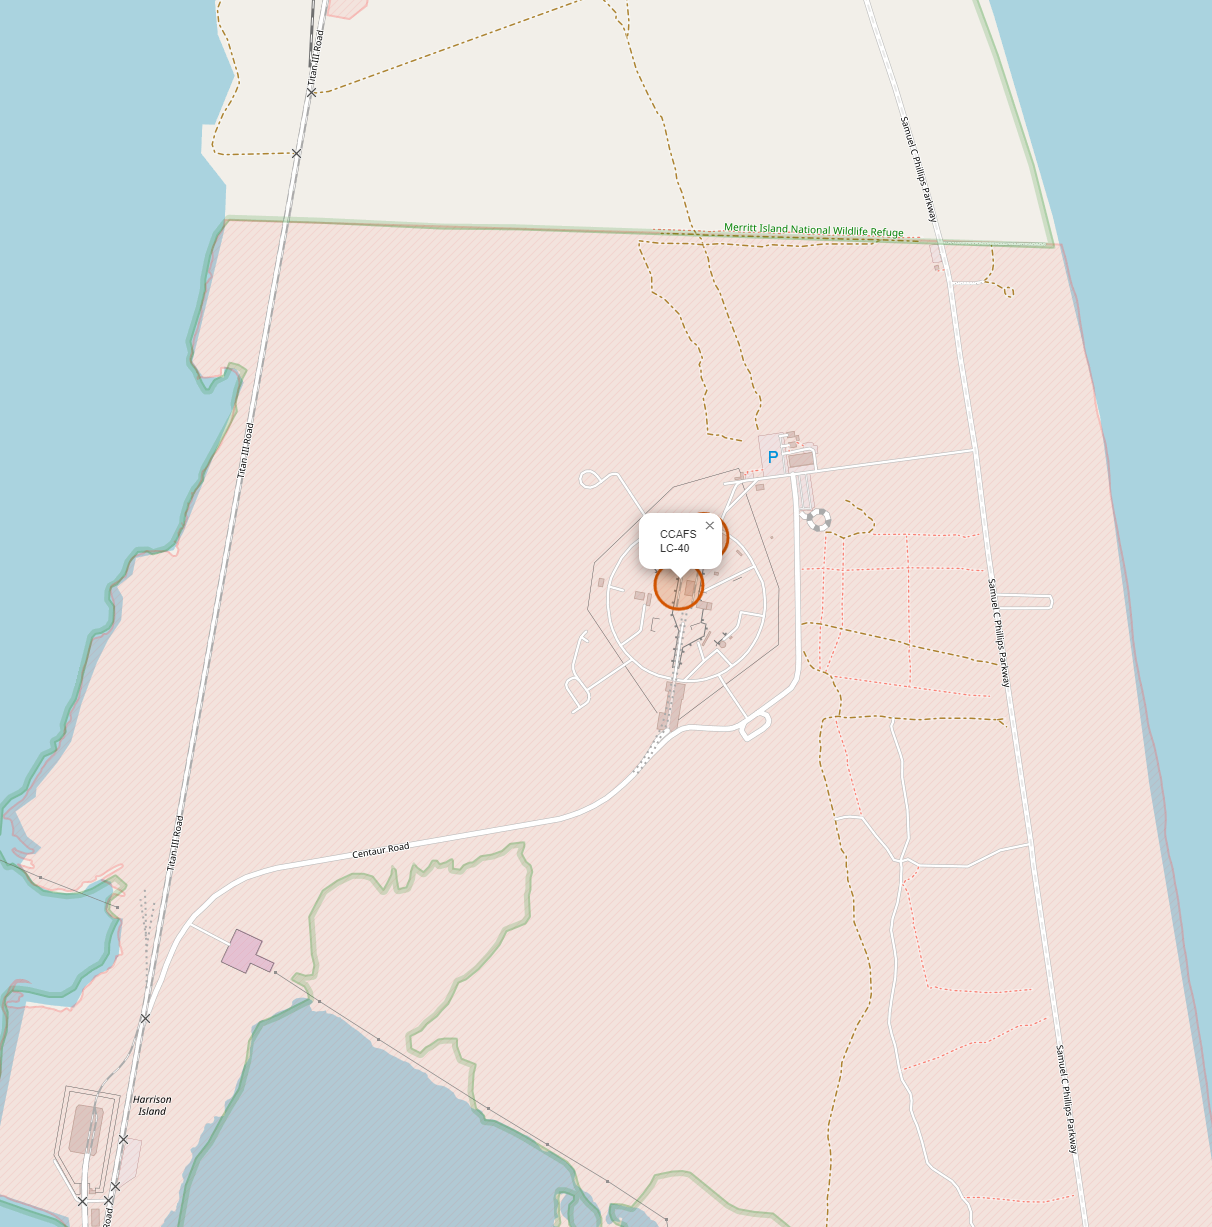 Titan III Road
Samuel C Phillips Parkway
Merritt Island National Wildlife Refuge
Titan III Road
P
CCAFS
LC-40
×
Samuel C Phillips Parkway
Titan III Road
Centaur Road
Samuel C Phillips Parkway
Harrison
Island
Road